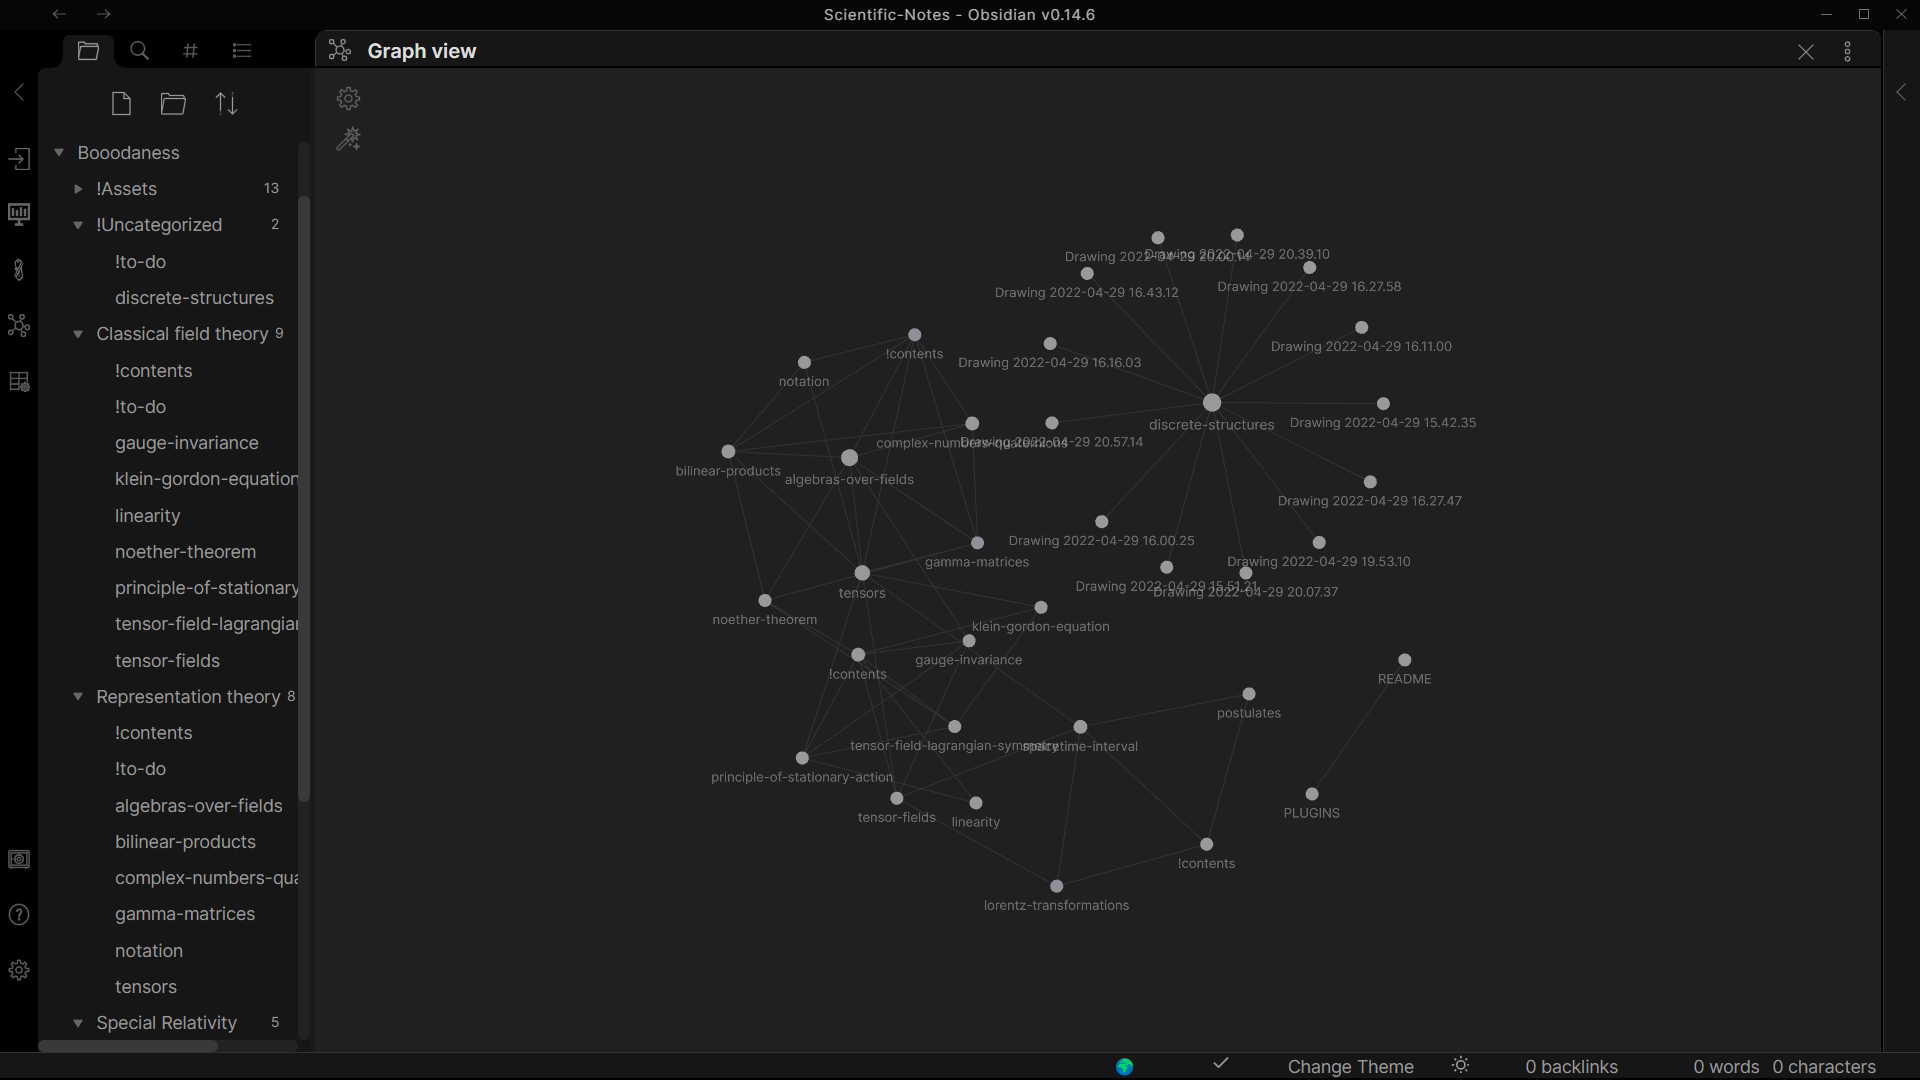 Scientific-Notes - Obsidian v0.14.6
Graph view
Booodaness
!Assets 13
!Uncategorized 2
!to-do
discrete-structures
Classical field theory 9
!contents
!to-do
gauge-invariance
klein-gordon-equation
linearity
noether-theorem
principle-of-stationary
tensor-field-lagrangian
tensor-fields
Representation theory 8
!contents
!to-do
algebras-over-fields
bilinear-products
complex-numbers-qua
gamma-matrices
notation
tensors
Special Relativity 5
Drawing 2022-04-29 20.00.14
Drawing 2022-04-29 20.39.10
Drawing 2022-04-29 16.43.12
Drawing 2022-04-29 16.27.58
Drawing 2022-04-29 16.11.00
!contents
Drawing 2022-04-29 16.16.03
notation
discrete-structures
Drawing 2022-04-29 15.42.35
complex-numbers-quaternions
Drawing 2022-04-29 20.57.14
bilinear-products
algebras-over-fields
Drawing 2022-04-29 16.27.47
Drawing 2022-04-29 16.00.25
gamma-matrices
Drawing 2022-04-29 19.53.10
Drawing 2022-04-29 15.51.21
Drawing 2022-04-29 20.07.37
tensors
noether-theorem
klein-gordon-equation
gauge-invariance
!contents
README
postulates
tensor-field-lagrangian-symmetry
spacetime-interval
principle-of-stationary-action
tensor-fields
linearity
PLUGINS
!contents
lorentz-transformations
Change Theme
0 backlinks
0 words 0 characters